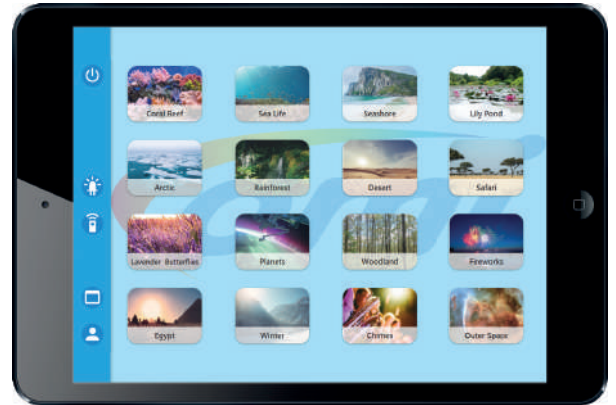 Coral Reef
Sea Life
Seashore
Lily Pond
Arctic
Rainforest
Desert
Safari
Lavender Butterflies
Planets
Woodland
Fireworks
Egypt
Winter
Chimes
Outer Space